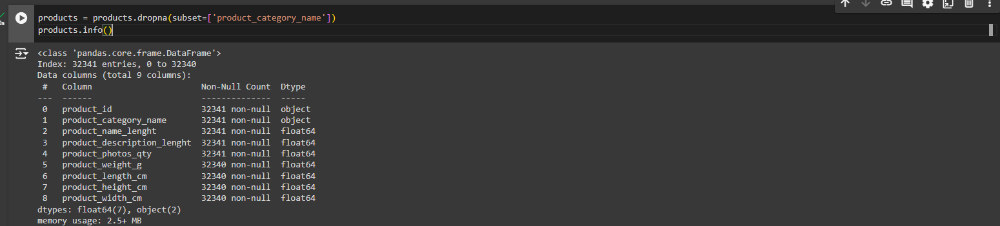 products = products.dropna(subset=['product_category_name'])
products.info()
<class 'pandas.core.frame.DataFrame'>
Index: 32341 entries, 0 to 32340
Data columns (total 9 columns):
 #   Column                      Non-Null Count  Dtype
---  ------                      --------------  -----
 0   product_id                  32341 non-null  object
 1   product_category_name       32341 non-null  object
 2   product_name_lenght         32341 non-null  float64
 3   product_description_lenght  32341 non-null  float64
 4   product_photos_qty          32341 non-null  float64
 5   product_weight_g            32340 non-null  float64
 6   product_length_cm           32340 non-null  float64
 7   product_height_cm           32340 non-null  float64
 8   product_width_cm            32340 non-null  float64
dtypes: float64(7), object(2)
memory usage: 2.5+ MB